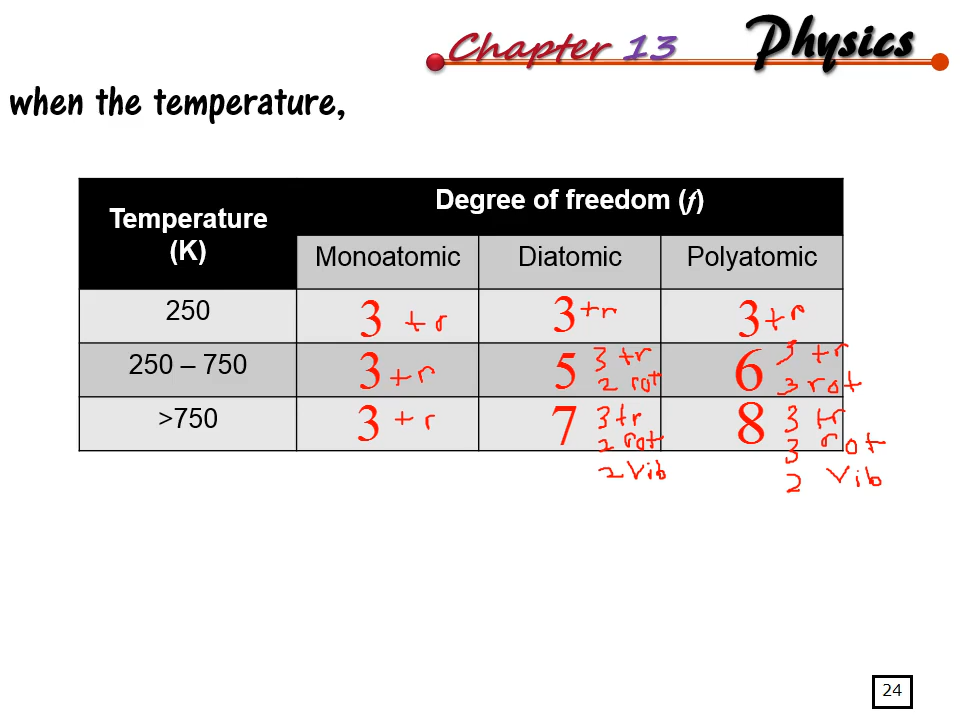 Chapter 13 Physics
when the temperature,
Temperature (K)
Degree of freedom (f)
Monoatomic Diatomic Polyatomic
250 3 tr 3 tr 3 tr
250 – 750 3 tr 5 3 tr 2 rot 6 3 tr 3 rot
>750 3 tr 7 3 tr 2 rot 2 Vib 8 3 tr 3 rot 2 Vib
24